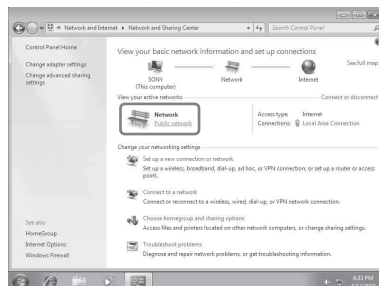 Network and Internet ▸ Network and Sharing Center
Search Control Panel
Control Panel Home
Change adapter settings
Change advanced sharing
settings
View your basic network information and set up connections
SONY
(This computer)
Network
Internet
See full map
View your active networks
Connect or disconnect
Network
Public network
Access type: Internet
Connections: Local Area Connection
Change your networking settings
Set up a new connection or network
Set up a wireless, broadband, dial-up, ad hoc, or VPN connection; or set up a router or access
point.
Connect to a network
Connect or reconnect to a wireless, wired, dial-up, or VPN network connection.
Choose homegroup and sharing options
Access files and printers located on other network computers, or change sharing settings.
Troubleshoot problems
Diagnose and repair network problems, or get troubleshooting information.
See also
HomeGroup
Internet Options
Windows Firewall
6:33 PM